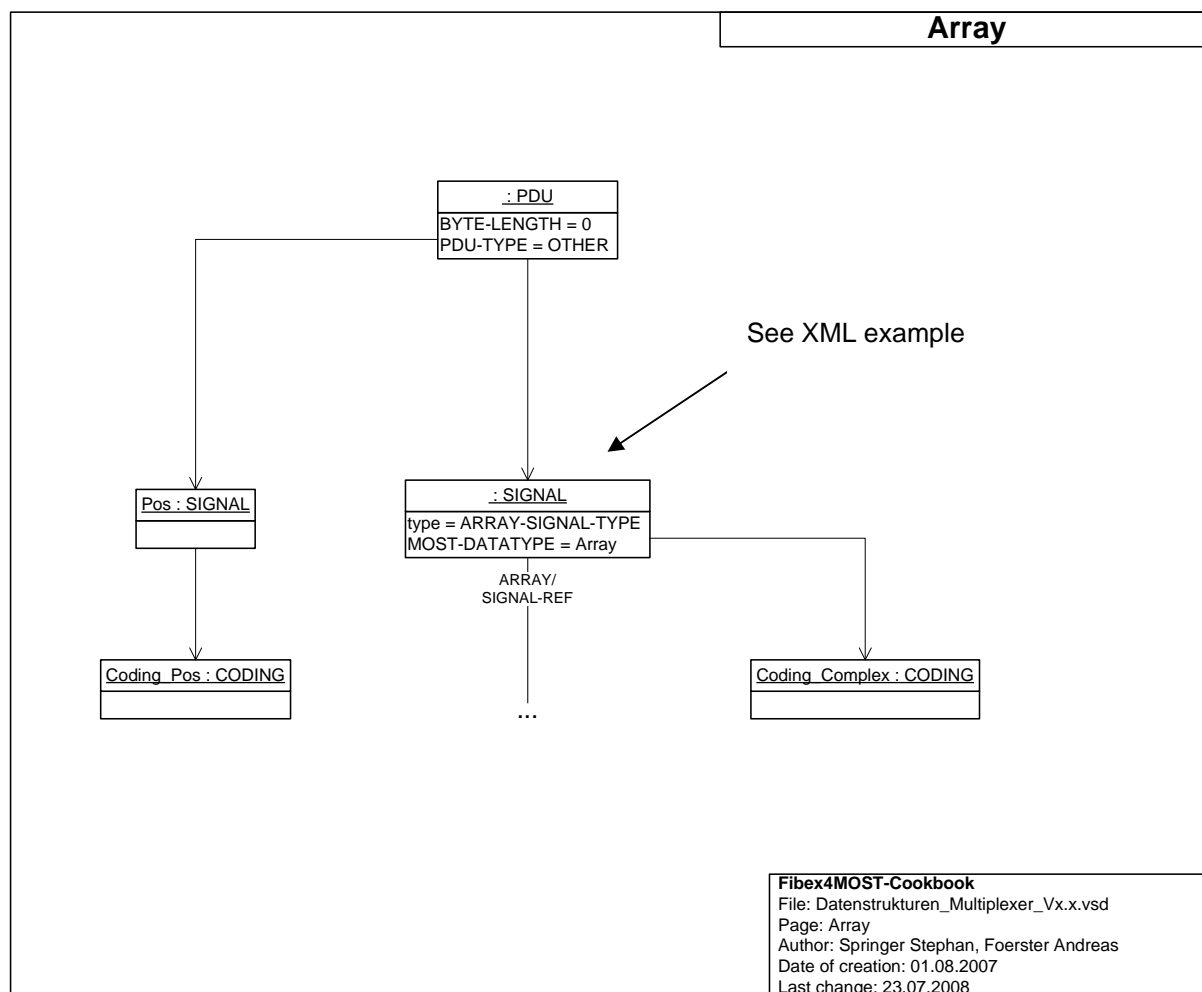 Array
: PDU
BYTE-LENGTH = 0
PDU-TYPE = OTHER
See XML example
Pos : SIGNAL
: SIGNAL
type = ARRAY-SIGNAL-TYPE
MOST-DATATYPE = Array
ARRAY/
SIGNAL-REF
Coding_Pos : CODING
Coding_Complex : CODING
...
Fibex4MOST-Cookbook
File: Datenstrukturen_Multiplexer_Vx.x.vsd
Page: Array
Author: Springer Stephan, Foerster Andreas
Date of creation: 01.08.2007
Last change: 23.07.2008